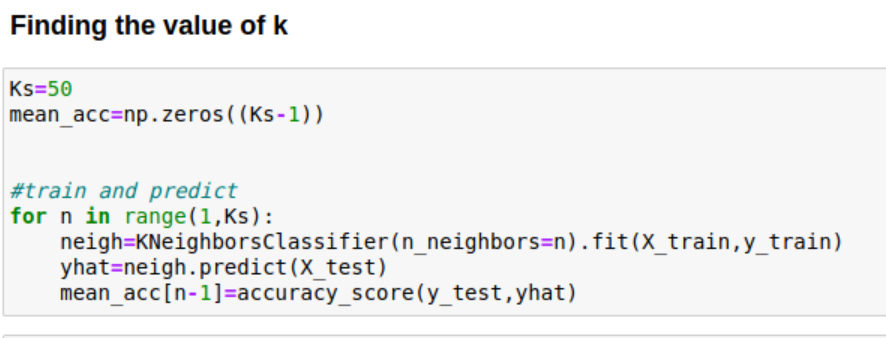 Finding the value of k
Ks=50
mean_acc=np.zeros((Ks-1))
#train and predict
for n in range(1,Ks):
    neigh=KNeighborsClassifier(n_neighbors=n).fit(X_train,y_train)
    yhat=neigh.predict(X_test)
    mean_acc[n-1]=accuracy_score(y_test,yhat)